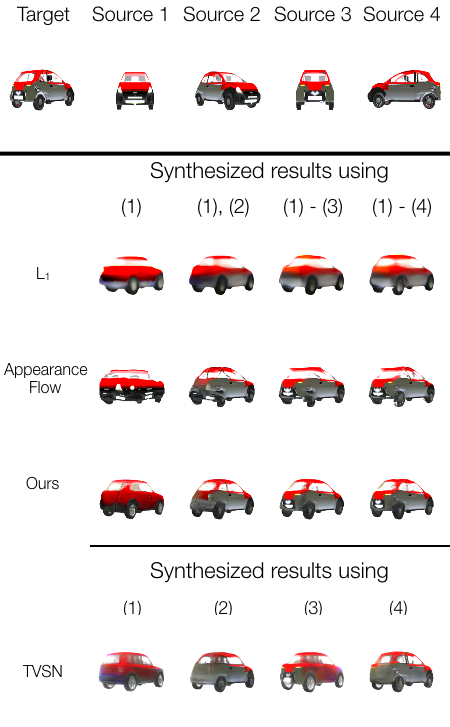 Target Source 1 Source 2 Source 3 Source 4
Synthesized results using
(1) (1), (2) (1) - (3) (1) - (4)
L₁
Appearance
Flow
Ours
Synthesized results using
(1) (2) (3) (4)
TVSN